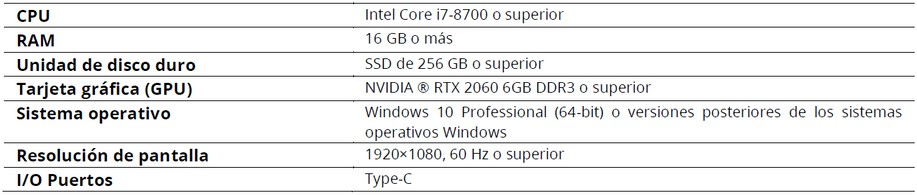 CPU Intel Core i7-8700 o superior
RAM 16 GB o más
Unidad de disco duro SSD de 256 GB o superior
Tarjeta gráfica (GPU) NVIDIA ® RTX 2060 6GB DDR3 o superior
Sistema operativo Windows 10 Professional (64-bit) o versiones posteriores de los sistemas
operativos Windows
Resolución de pantalla 1920×1080, 60 Hz o superior
I/O Puertos Type-C